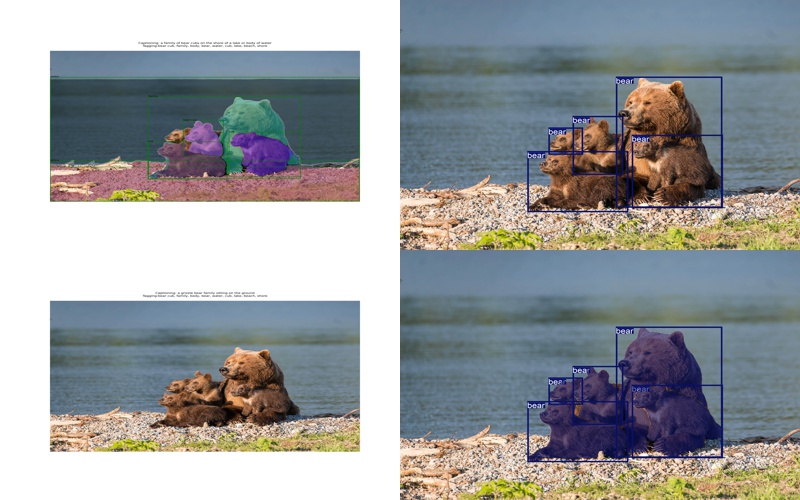 Captioning: a family of bear cubs on the shore of a lake or body of water
Tagging:bear cub, family, body, bear, water, cub, lake, beach, shore
bear
bear
bear
bear
bear
Captioning: a grizzle bear family sitting on the ground
Tagging:bear cub, family, body, bear, water, cub, lake, beach, shore
bear
bear
bear
bear
bear